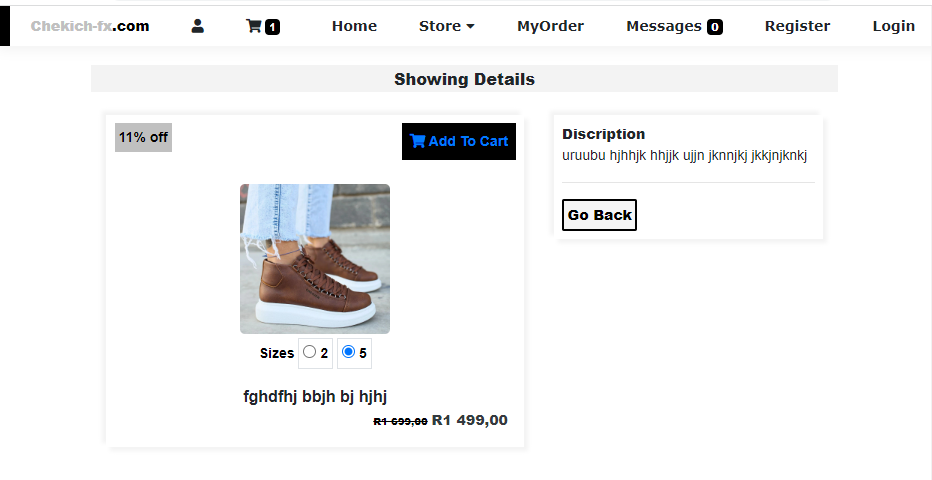 Chekich-fx.com 1 Home Store MyOrder Messages 0 Register Login
Showing Details
11% off
Add To Cart
Sizes 2 5
fghdfhj bbjh bj hjhj
R1 699,00 R1 499,00
Discription
uruubu hjhhjk hhjjk ujjn jknnjkj jkkjnjknkj
Go Back